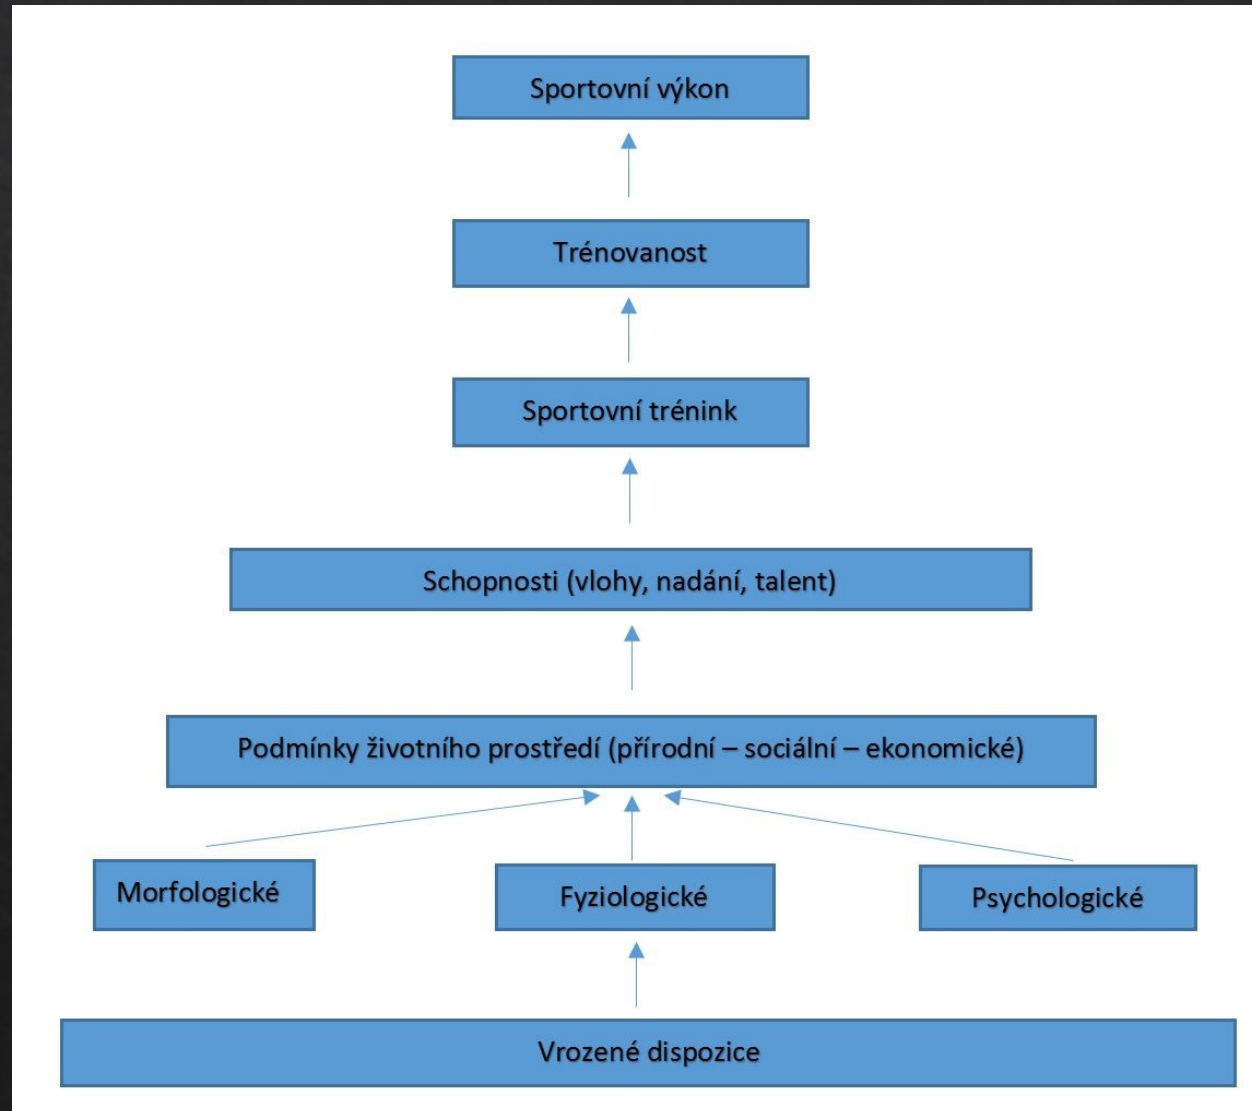 Sportovní výkon
Trénovanost
Sportovní trénink
Schopnosti (vlohy, nadání, talent)
Podmínky životního prostředí (přírodní – sociální – ekonomické)
Morfologické
Fyziologické
Psychologické
Vrozené dispozice